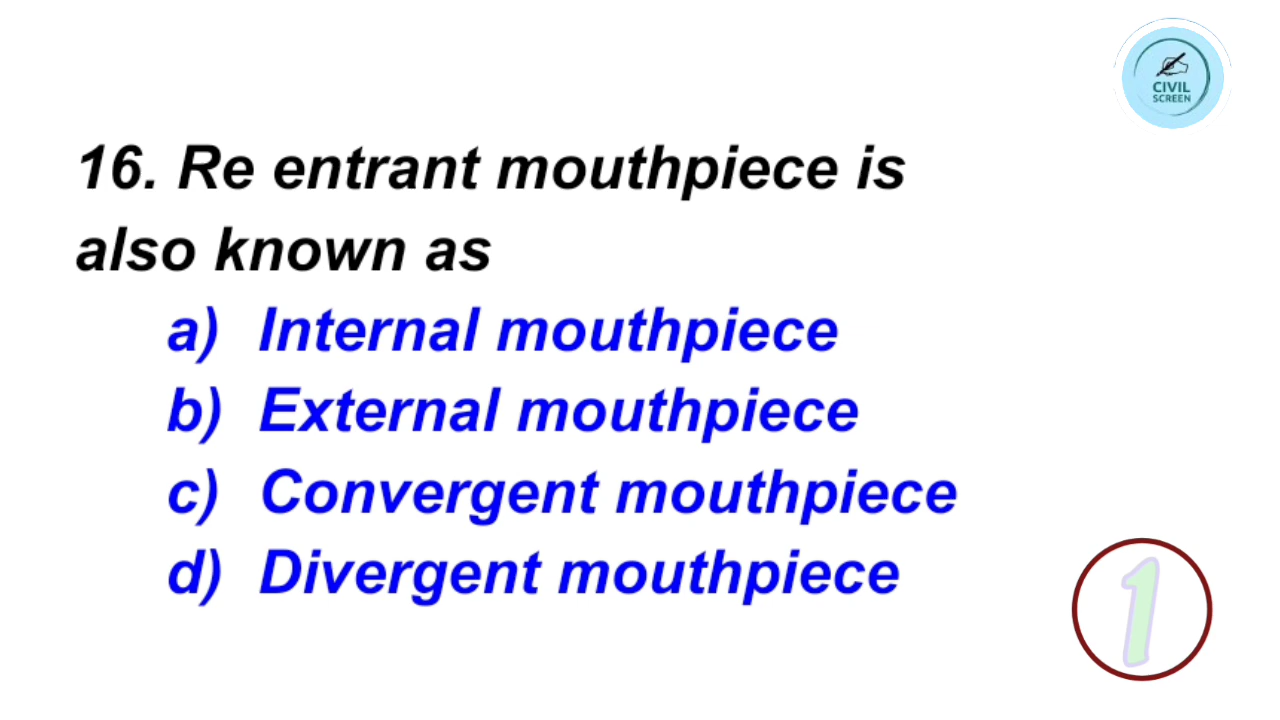 CIVIL
SCREEN
16. Re entrant mouthpiece is
also known as
a) Internal mouthpiece
b) External mouthpiece
c) Convergent mouthpiece
d) Divergent mouthpiece
1